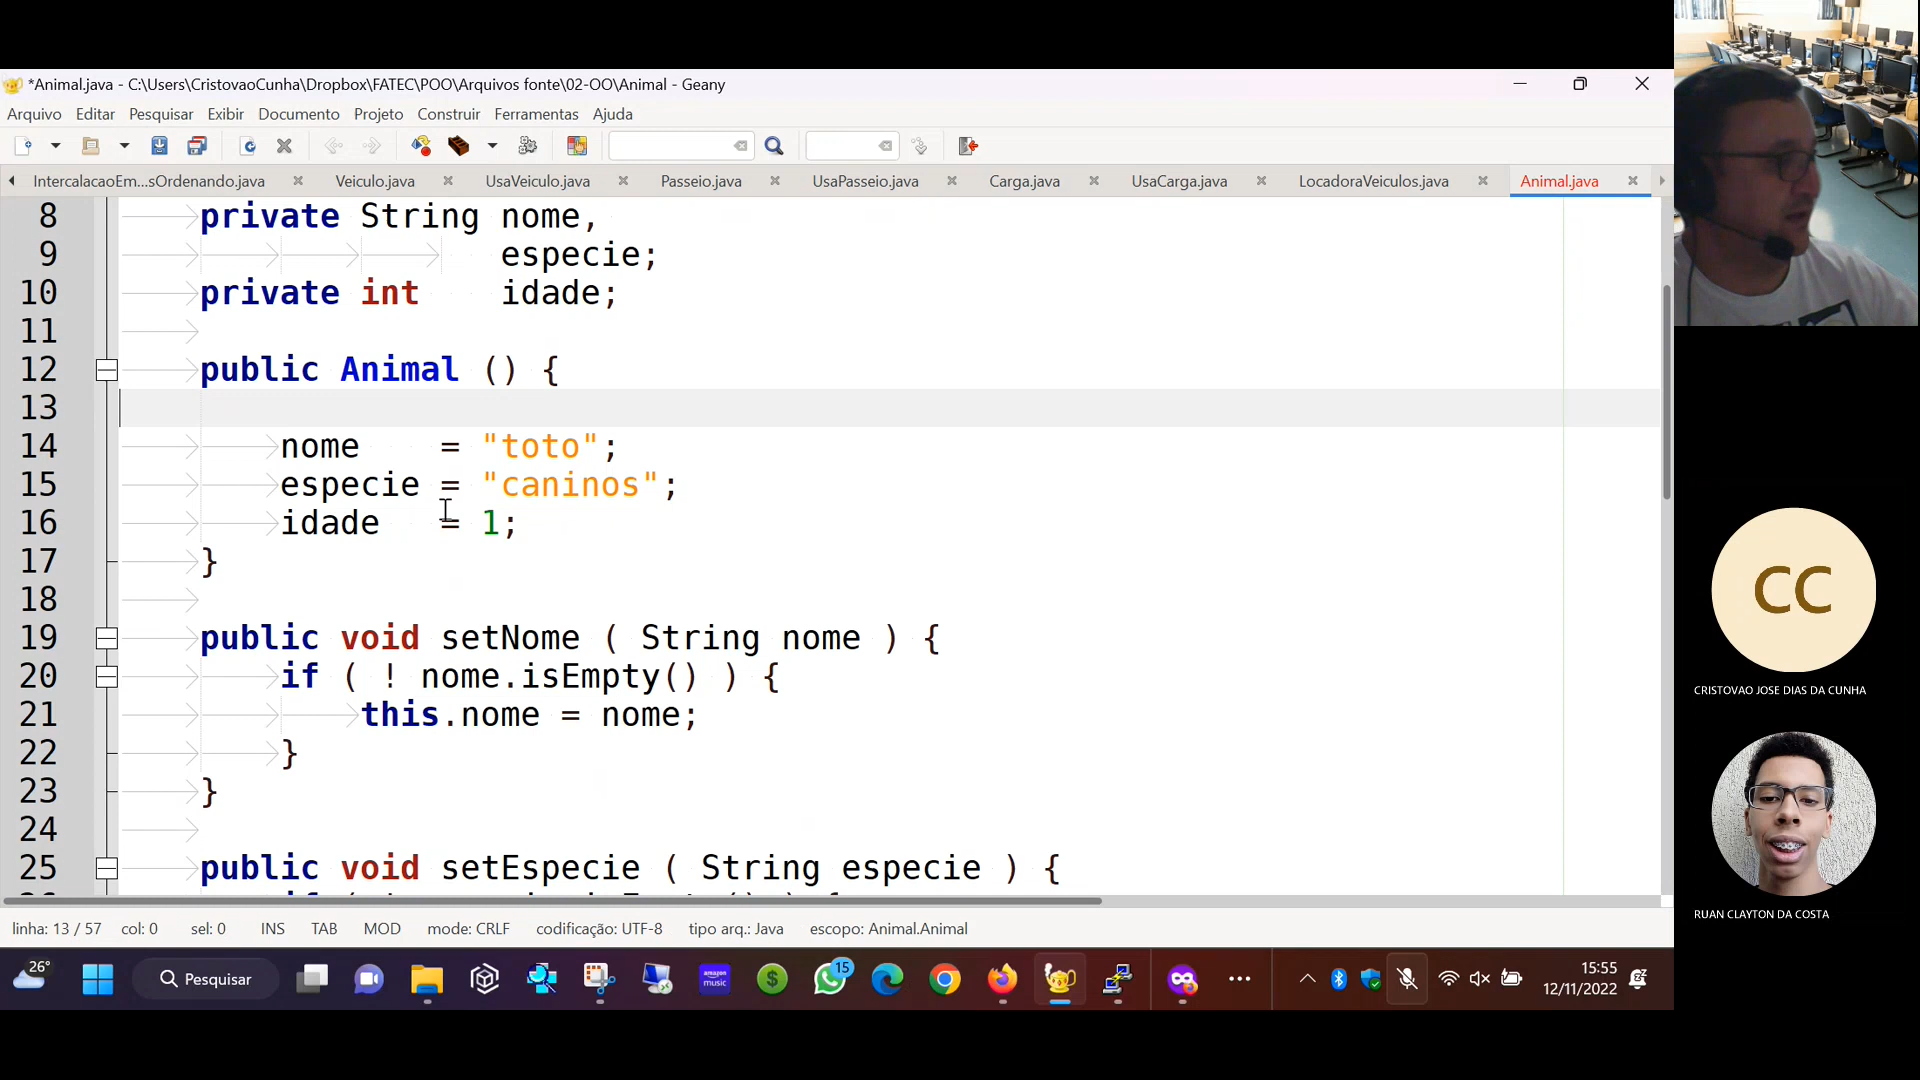 *Animal.java - C:\Users\CristovaoCunha\Dropbox\FATEC\POO\Arquivos fonte\02-OO\Animal - Geany
Arquivo Editar Pesquisar Exibir Documento Projeto Construir Ferramentas Ajuda
IntercalacaoEm...sOrdenando.java Veiculo.java UsaVeiculo.java Passeio.java UsaPasseio.java Carga.java UsaCarga.java LocadoraVeiculos.java Animal.java
8 private String nome,
9 especie;
10 private int idade;
11
12 public Animal () {
13
14 nome = "toto";
15 especie = "caninos";
16 idade = 1;
17 }
18
19 public void setNome ( String nome ) {
20 if ( ! nome.isEmpty() ) {
21 this.nome = nome;
22 }
23 }
24
25 public void setEspecie ( String especie ) {
linha: 13 / 57 col: 0 sel: 0 INS TAB MOD mode: CRLF codificação: UTF-8 tipo arq.: Java escopo: Animal.Animal
26° Pesquisar amazon music $ 15 15:55
12/11/2022
CC
CRISTOVAO JOSE DIAS DA CUNHA
RUAN CLAYTON DA COSTA